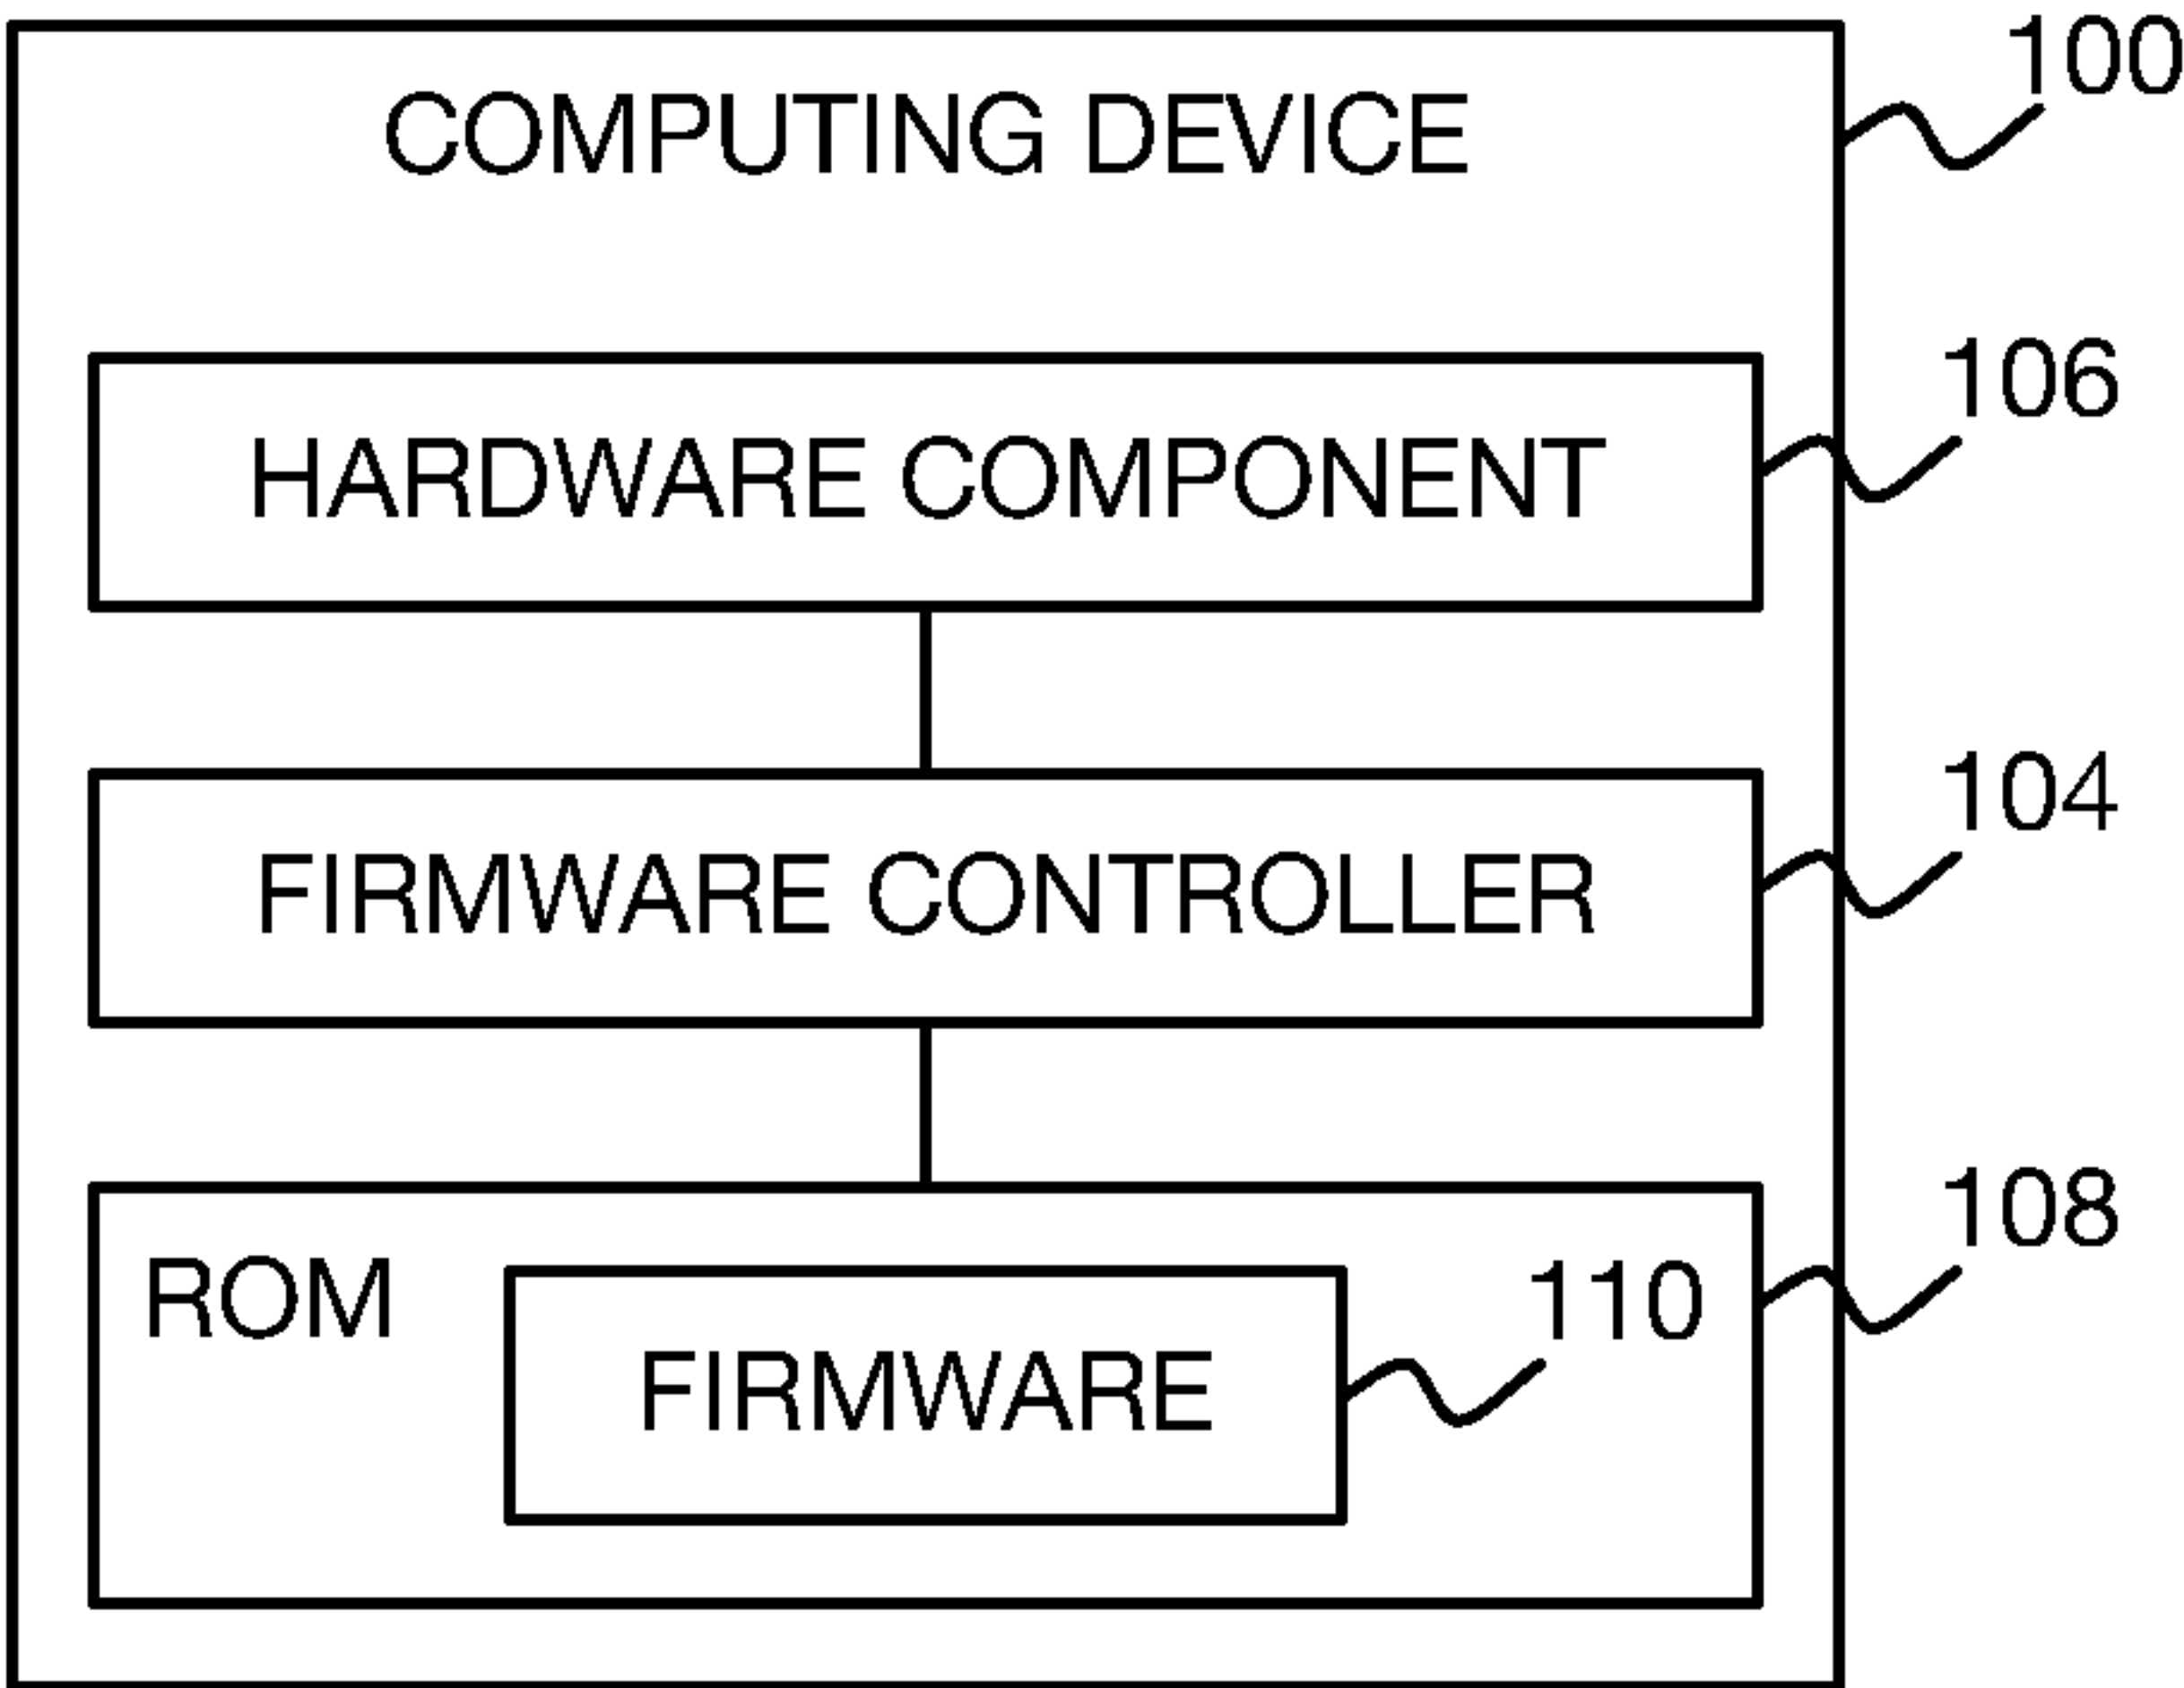 100
COMPUTING DEVICE
106
HARDWARE COMPONENT
104
FIRMWARE CONTROLLER
108
ROM
110
FIRMWARE